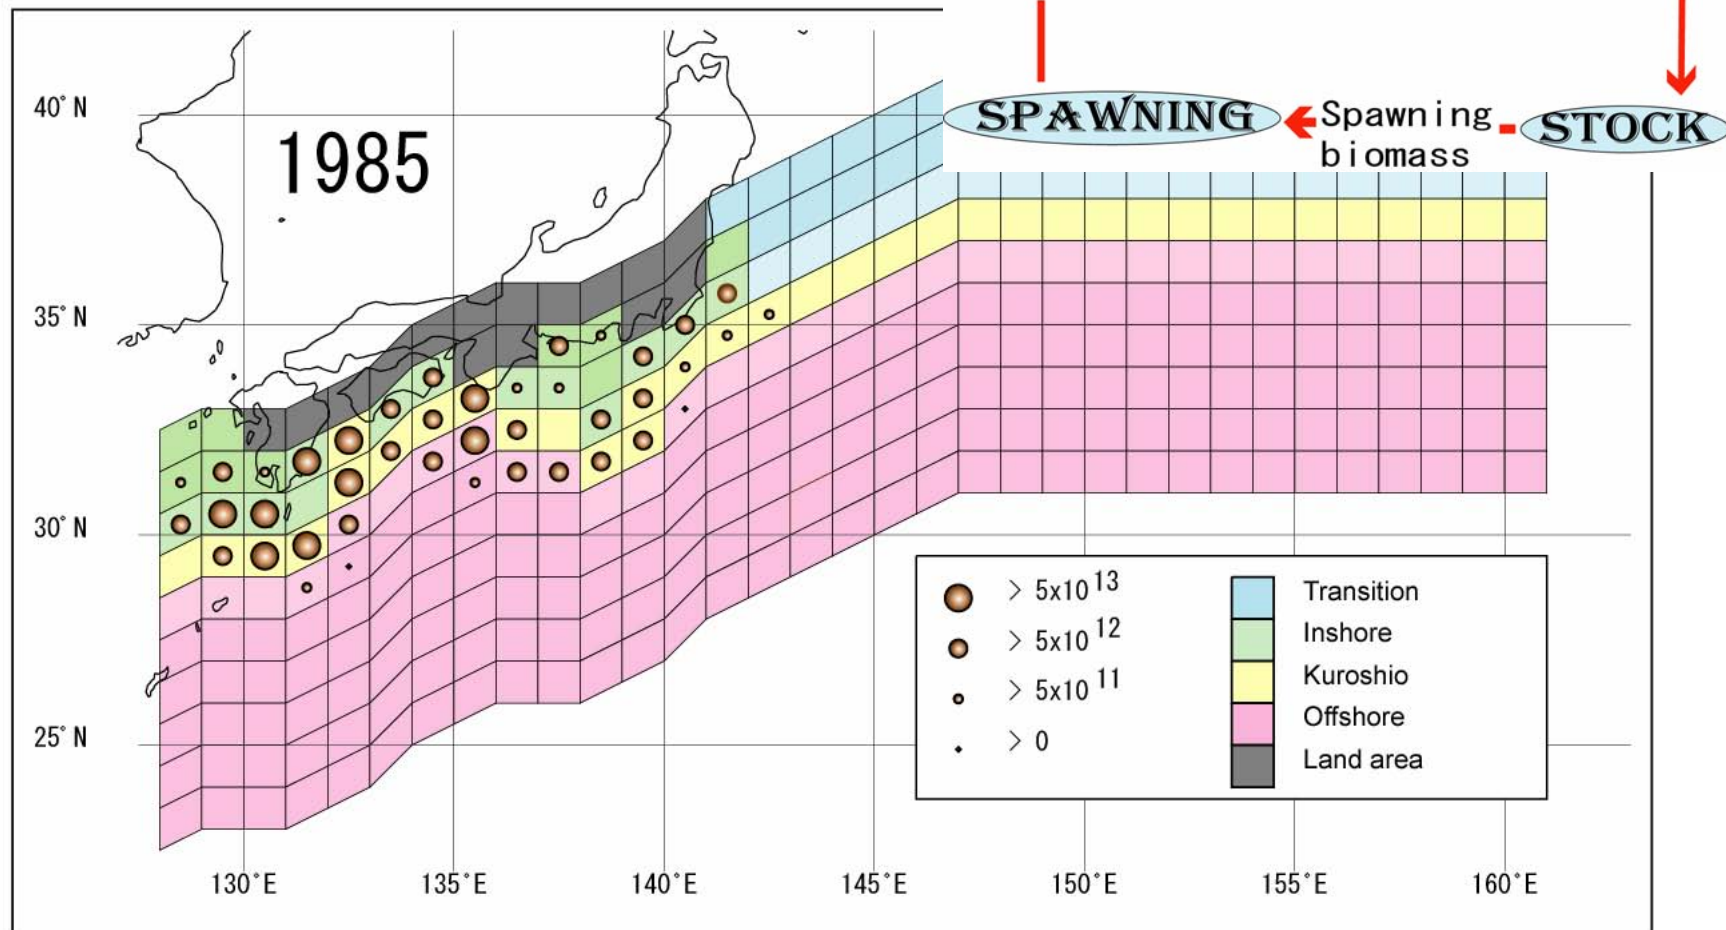 SPAWNING
Spawning
biomass
STOCK
1985
40°N
35°N
30°N
25°N
130°E
135°E
140°E
145°E
150°E
155°E
160°E
> 5x10^13
> 5x10^12
> 5x10^11
> 0
Transition
Inshore
Kuroshio
Offshore
Land area